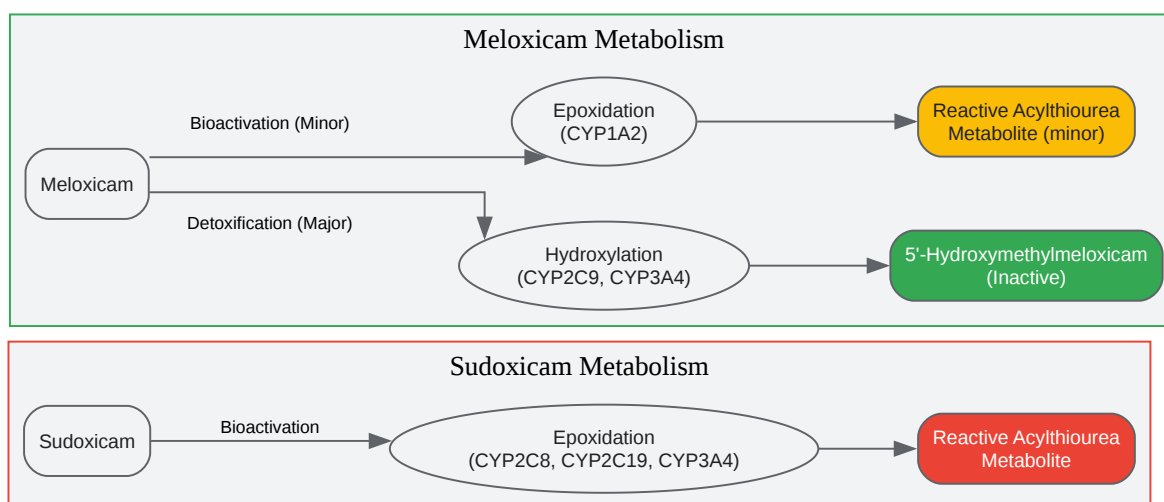 Meloxicam Metabolism
Bioactivation (Minor)
Epoxidation
(CYP1A2)
Reactive Acylthiourea
Metabolite (minor)
Meloxicam
Detoxification (Major)
Hydroxylation
(CYP2C9, CYP3A4)
5'-Hydroxymethylmeloxicam
(Inactive)
Sudoxicam Metabolism
Sudoxicam
Bioactivation
Epoxidation
(CYP2C8, CYP2C19, CYP3A4)
Reactive Acylthiourea
Metabolite